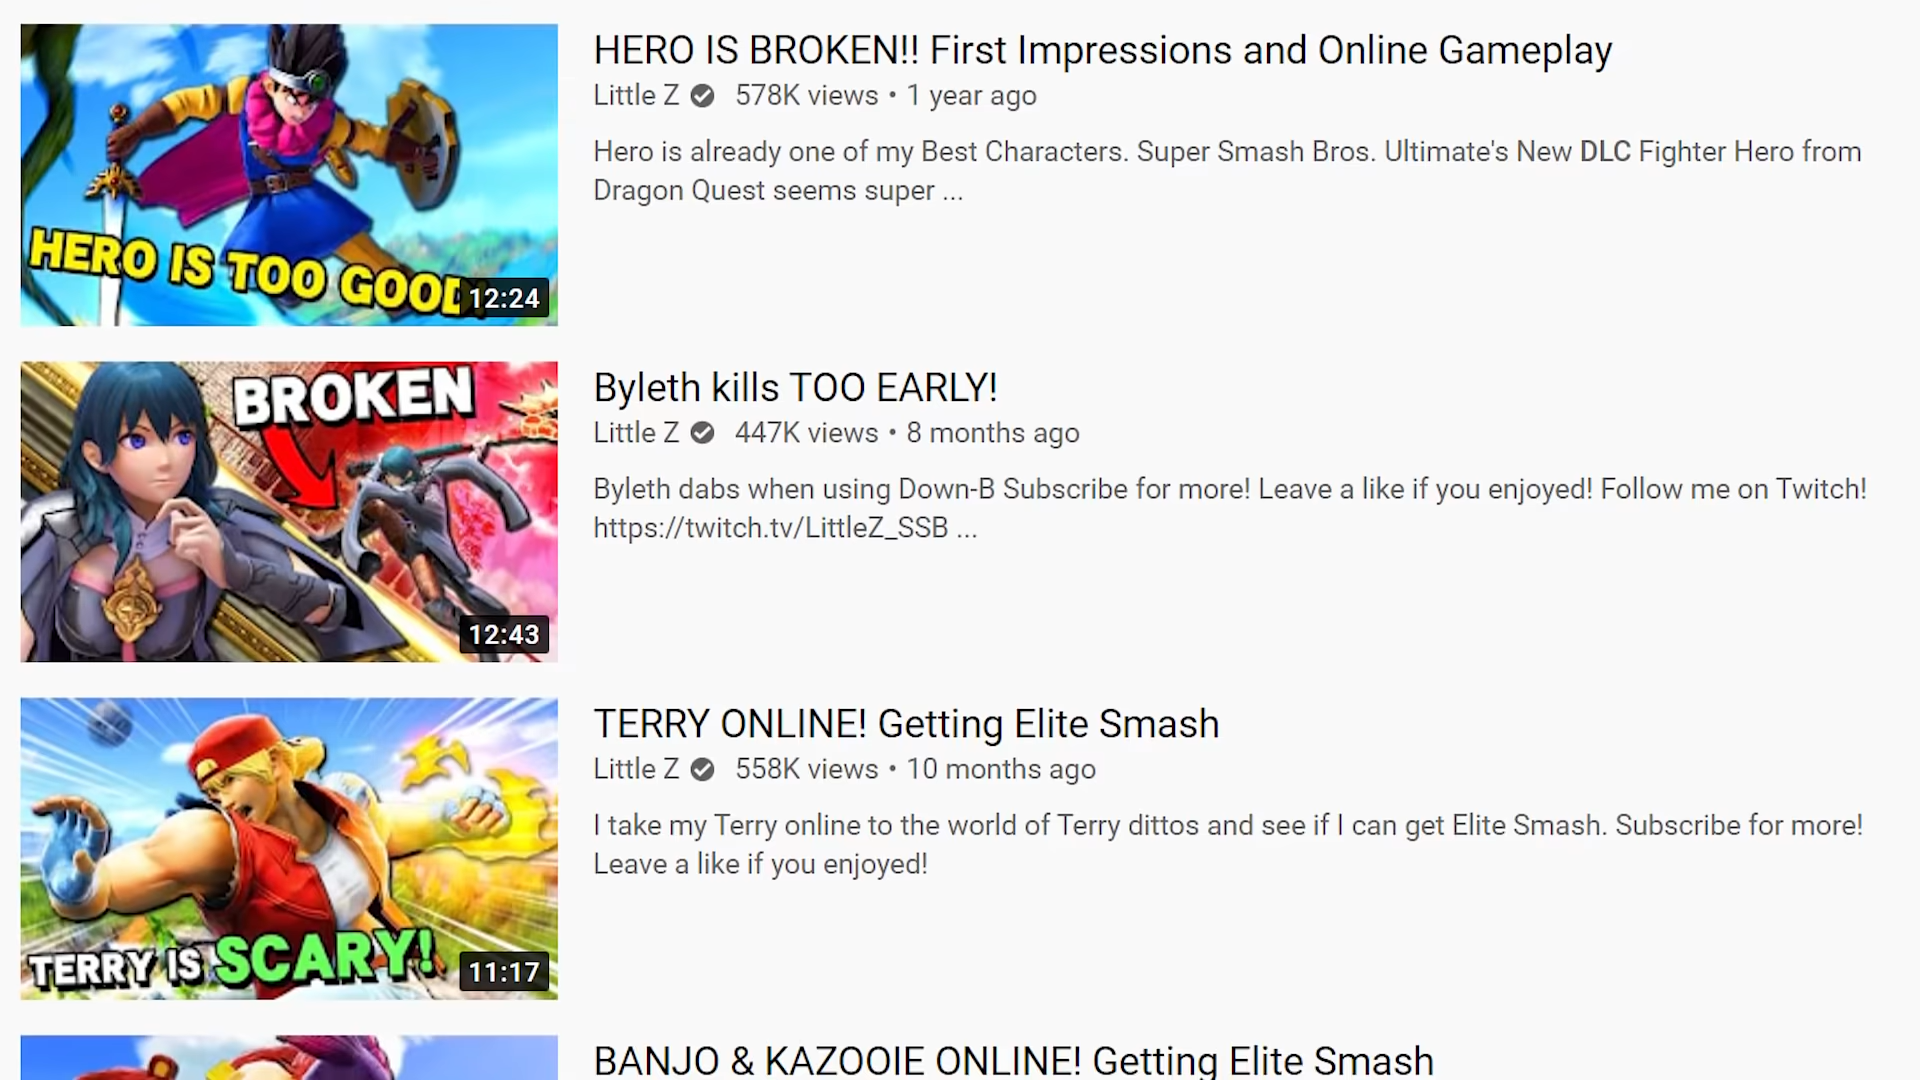 HERO IS BROKEN!! First Impressions and Online Gameplay
Little Z 578K views • 1 year ago
Hero is already one of my Best Characters. Super Smash Bros. Ultimate's New DLC Fighter Hero from
Dragon Quest seems super ...
HERO IS TOO GOOD
12:24
Byleth kills TOO EARLY!
Little Z 447K views • 8 months ago
Byleth dabs when using Down-B Subscribe for more! Leave a like if you enjoyed! Follow me on Twitch!
https://twitch.tv/LittleZ_SSB ...
BROKEN
12:43
TERRY ONLINE! Getting Elite Smash
Little Z 558K views • 10 months ago
I take my Terry online to the world of Terry dittos and see if I can get Elite Smash. Subscribe for more!
Leave a like if you enjoyed!
TERRY IS SCARY!
11:17
BANJO & KAZOOIE ONLINE! Getting Elite Smash